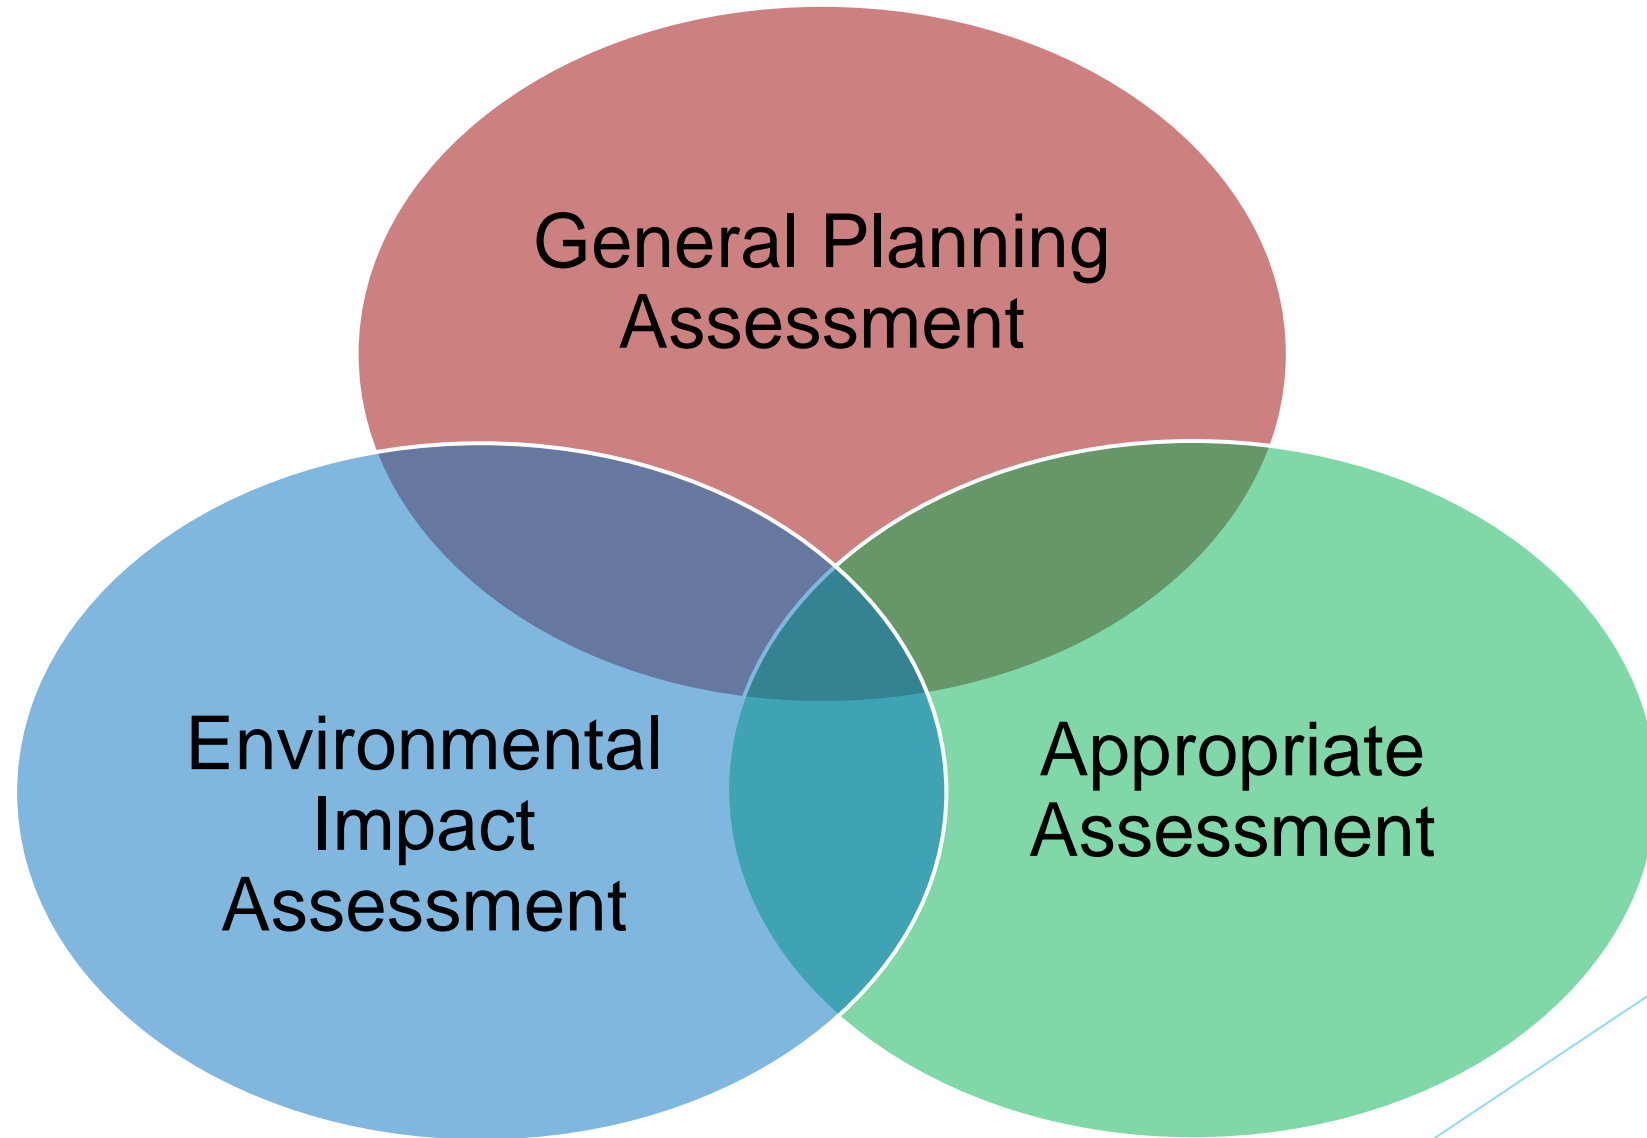 General Planning
Assessment
Environmental
Impact
Assessment
Appropriate
Assessment